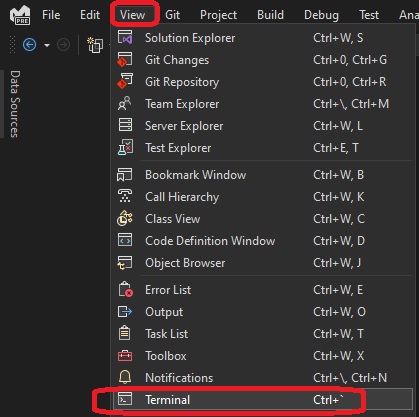 PRE
File
Edit
View
Git
Project
Build
Debug
Test
Data Sources
Solution Explorer Ctrl+W, S
Git Changes Ctrl+0, Ctrl+G
Git Repository Ctrl+0, Ctrl+R
Team Explorer Ctrl+\, Ctrl+M
Server Explorer Ctrl+W, L
Test Explorer Ctrl+E, T
Bookmark Window Ctrl+W, B
Call Hierarchy Ctrl+W, K
Class View Ctrl+W, C
Code Definition Window Ctrl+W, D
Object Browser Ctrl+W, J
Error List Ctrl+W, E
Output Ctrl+W, O
Task List Ctrl+W, T
Toolbox Ctrl+W, X
Notifications Ctrl+\, Ctrl+N
Terminal Ctrl+`